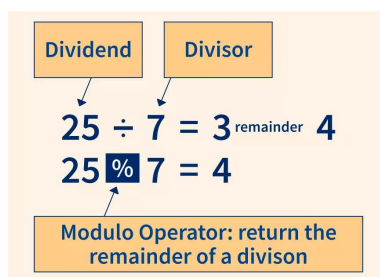 Dividend
Divisor
25 ÷ 7 = 3 remainder 4
25 % 7 = 4
Modulo Operator: return the
remainder of a divison